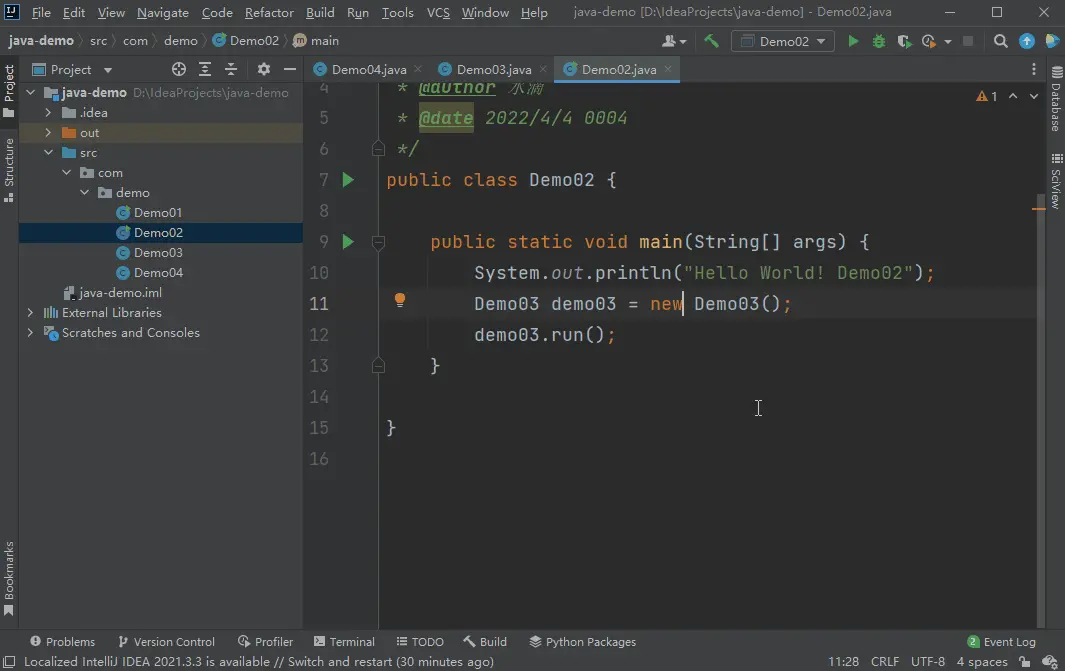 File Edit View Navigate Code Refactor Build Run Tools VCS Window Help java-demo [D:\IdeaProjects\java-demo] - Demo02.java
java-demo src com demo Demo02 main Demo02
Project Demo04.java Demo03.java Demo02.java
java-demo D:\IdeaProjects\java-demo
.idea
out
src
com
demo
Demo01
Demo02
Demo03
Demo04
java-demo.iml
External Libraries
Scratches and Consoles
4 * @author 水滴
5 * @date 2022/4/4 0004
6 */
7 public class Demo02 {
8
9 public static void main(String[] args) {
10 System.out.println("Hello World! Demo02");
11 Demo03 demo03 = new Demo03();
12 demo03.run();
13 }
14
15 }
16
1
Project
Structure
Bookmarks
Database
SciView
Problems Version Control Profiler Terminal TODO Build Python Packages 2 Event Log
Localized IntelliJ IDEA 2021.3.3 is available // Switch and restart (30 minutes ago) 11:28 CRLF UTF-8 4 spaces